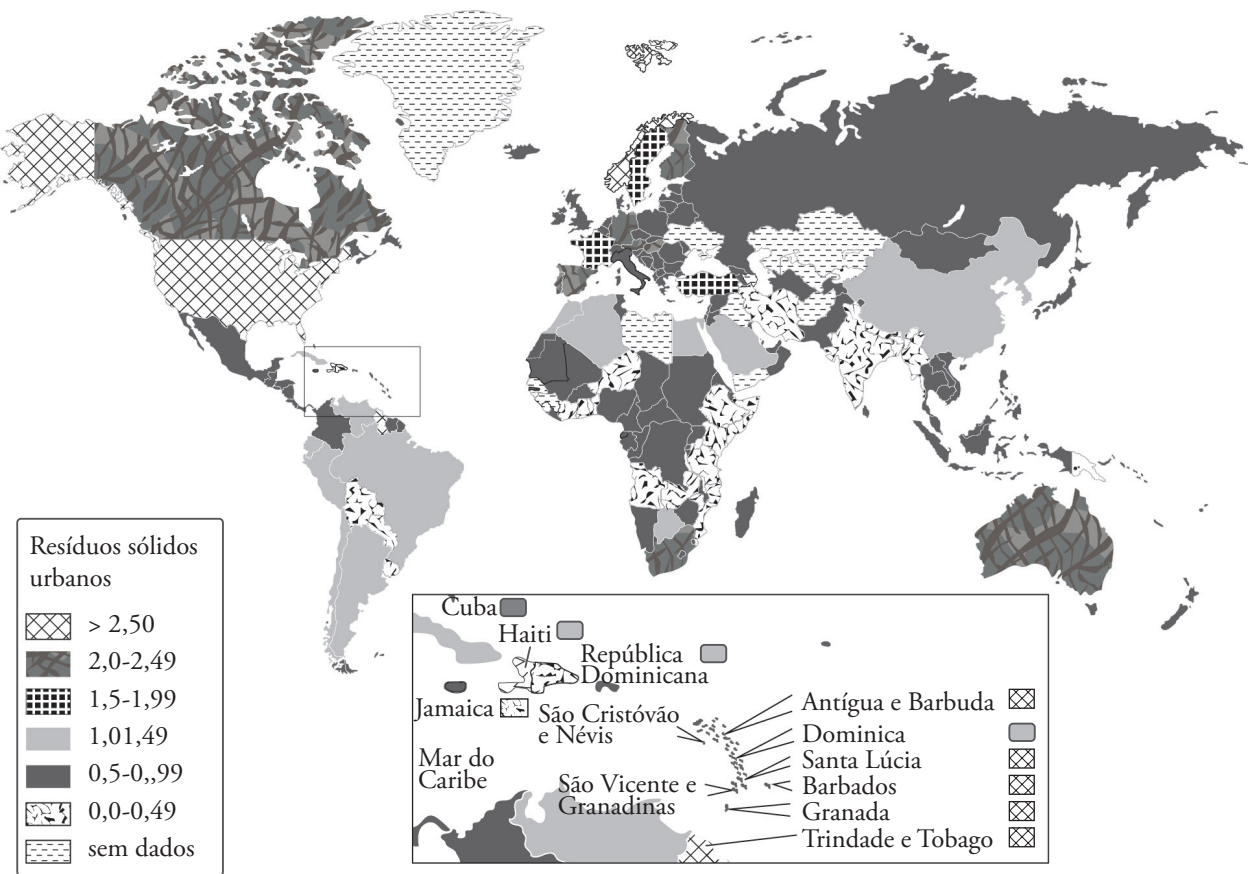 Resíduos sólidos
urbanos
> 2,50
2,0-2,49
1,5-1,99
1,01,49
0,5-0,,99
0,0-0,49
sem dados
Cuba
Haiti
República
Dominicana
Jamaica
São Cristóvão
e Névis
Antígua e Barbuda
Dominica
Santa Lúcia
Mar do
Caribe
São Vicente e
Granadinas
Barbados
Granada
Trindade e Tobago